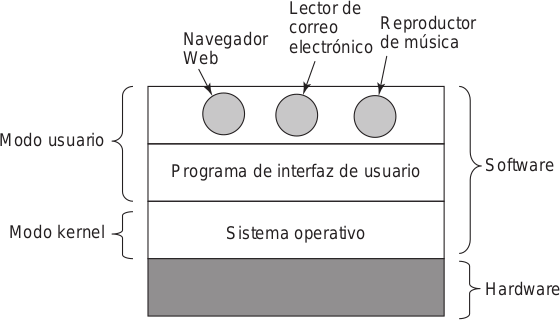 Navegador
Web
Lector de
correo
electrónico
Reproductor
de música
Modo usuario
Programa de interfaz de usuario
Software
Modo kernel
Sistema operativo
Hardware